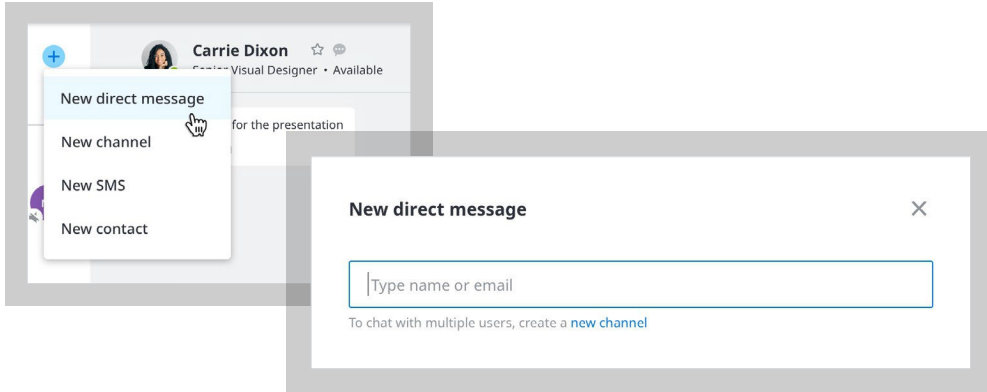 Carrie Dixon
Senior Visual Designer • Available
New direct message
for the presentation
New channel
New SMS
New contact
New direct message
Type name or email
To chat with multiple users, create a new channel